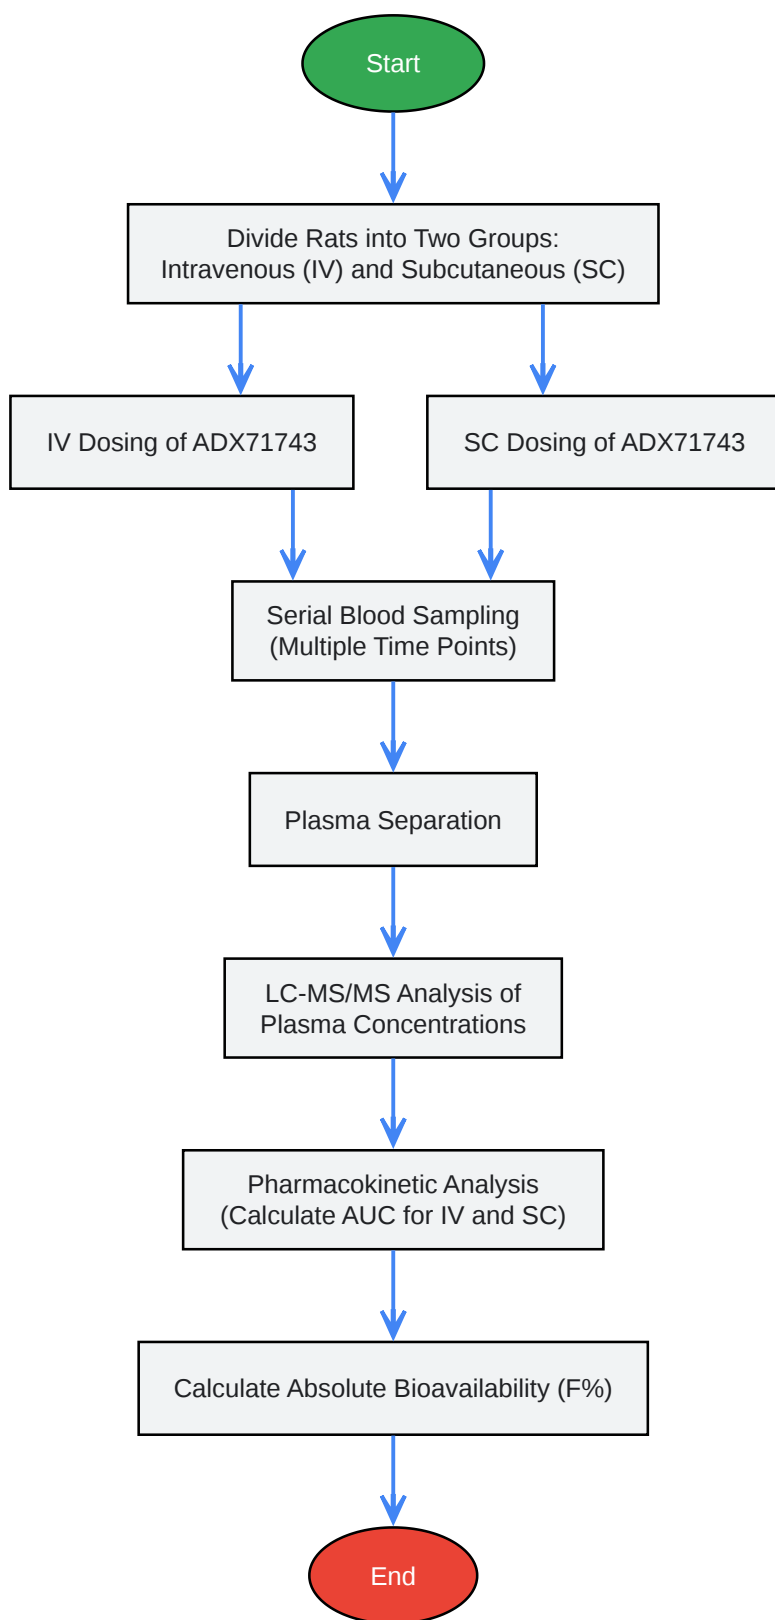 Start
Divide Rats into Two Groups:
Intravenous (IV) and Subcutaneous (SC)
IV Dosing of ADX71743
SC Dosing of ADX71743
Serial Blood Sampling
(Multiple Time Points)
Plasma Separation
LC-MS/MS Analysis of
Plasma Concentrations
Pharmacokinetic Analysis
(Calculate AUC for IV and SC)
Calculate Absolute Bioavailability (F%)
End